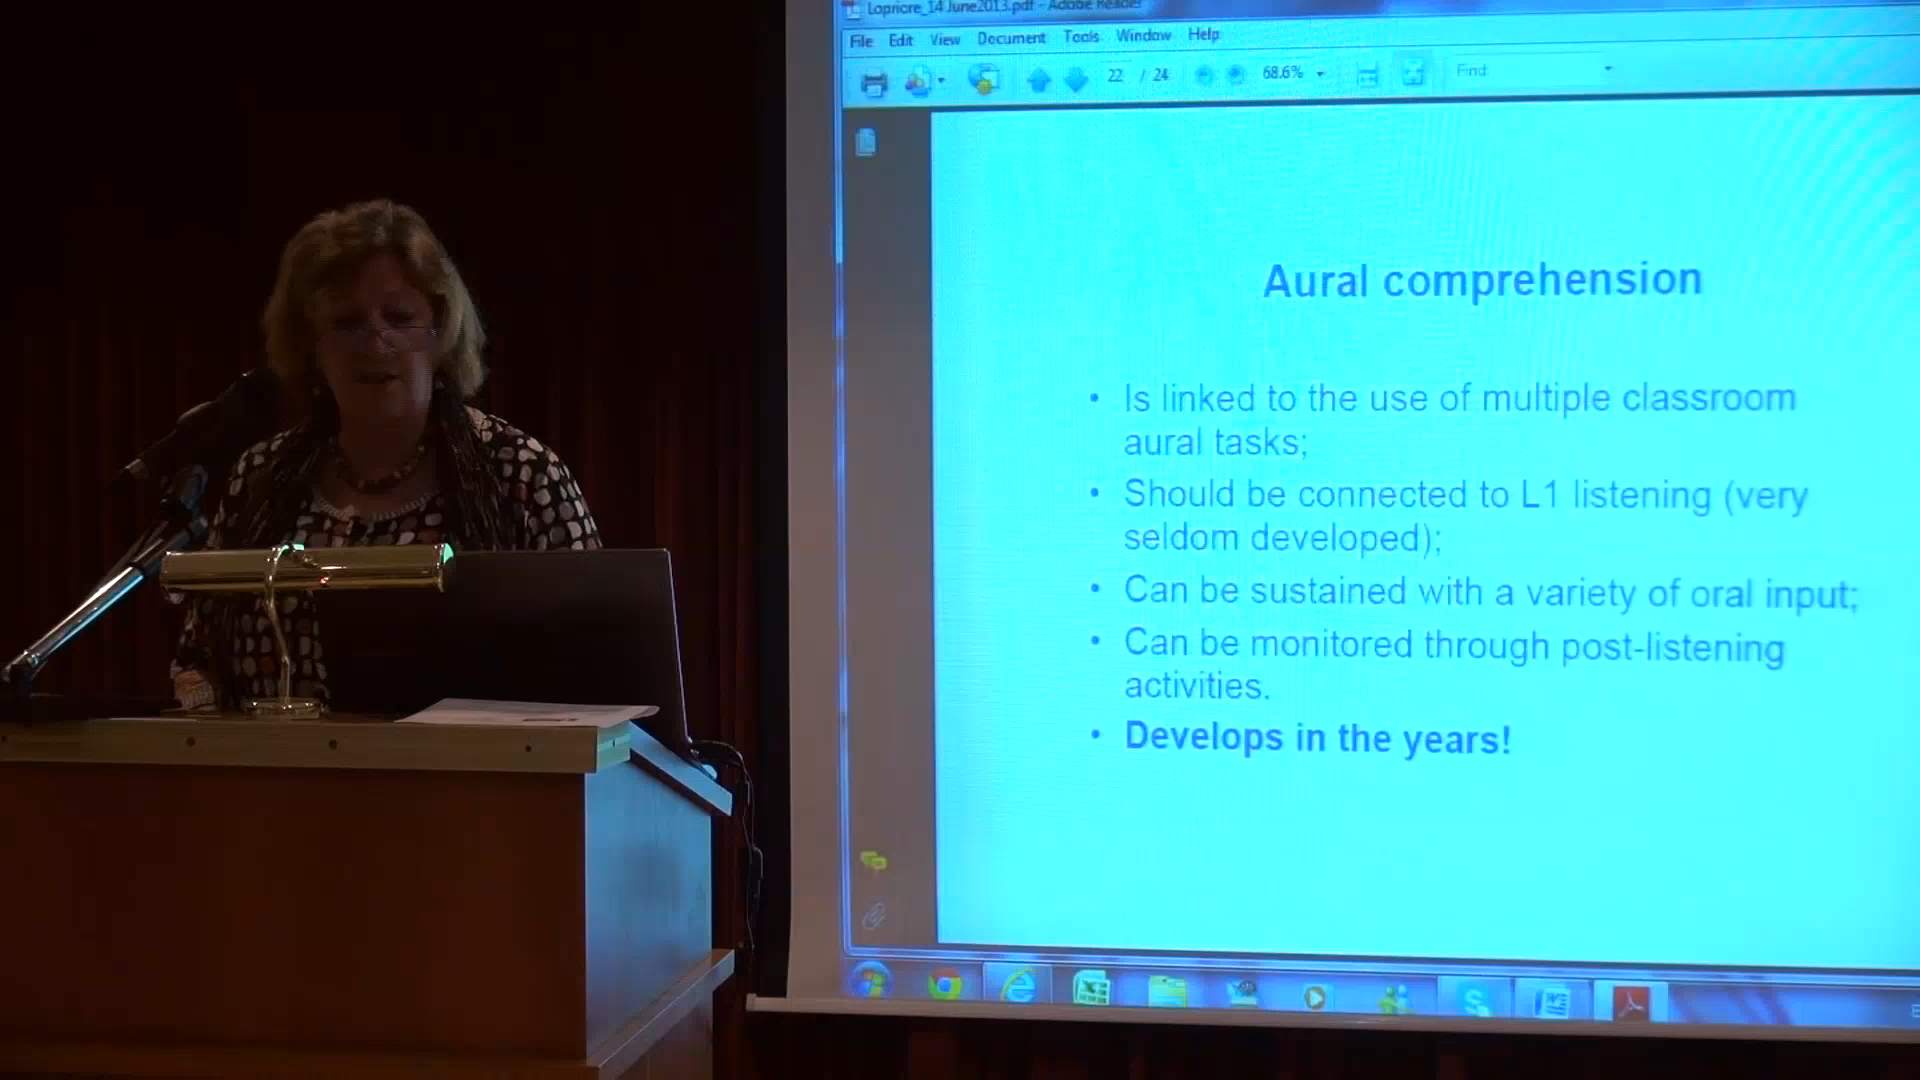 Lopriore_14 June2013.pdf - Adobe Reader
File Edit View Document Tools Window Help
22 / 24 68.6% Find
Aural comprehension
• Is linked to the use of multiple classroom
aural tasks;
• Should be connected to L1 listening (very
seldom developed);
• Can be sustained with a variety of oral input;
• Can be monitored through post-listening
activities.
• Develops in the years!